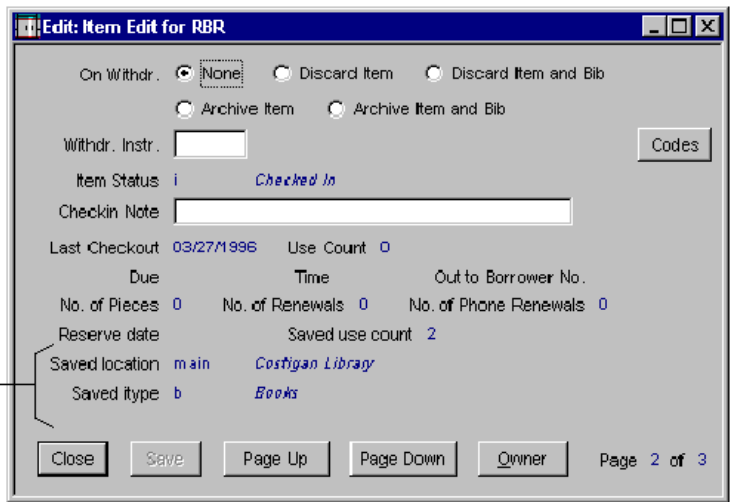 Edit: Item Edit for RBR
On Withdr. None Discard Item Discard Item and Bib
Archive Item Archive Item and Bib
Withdr. Instr. Codes
Item Status i Checked In
Checkin Note
Last Checkout 03/27/1996 Use Count 0
Due Time Out to Borrower No.
No. of Pieces 0 No. of Renewals 0 No. of Phone Renewals 0
Reserve date Saved use count 2
Saved location main Costigan Library
Saved itype b Books
Close Save Page Up Page Down Owner Page 2 of 3